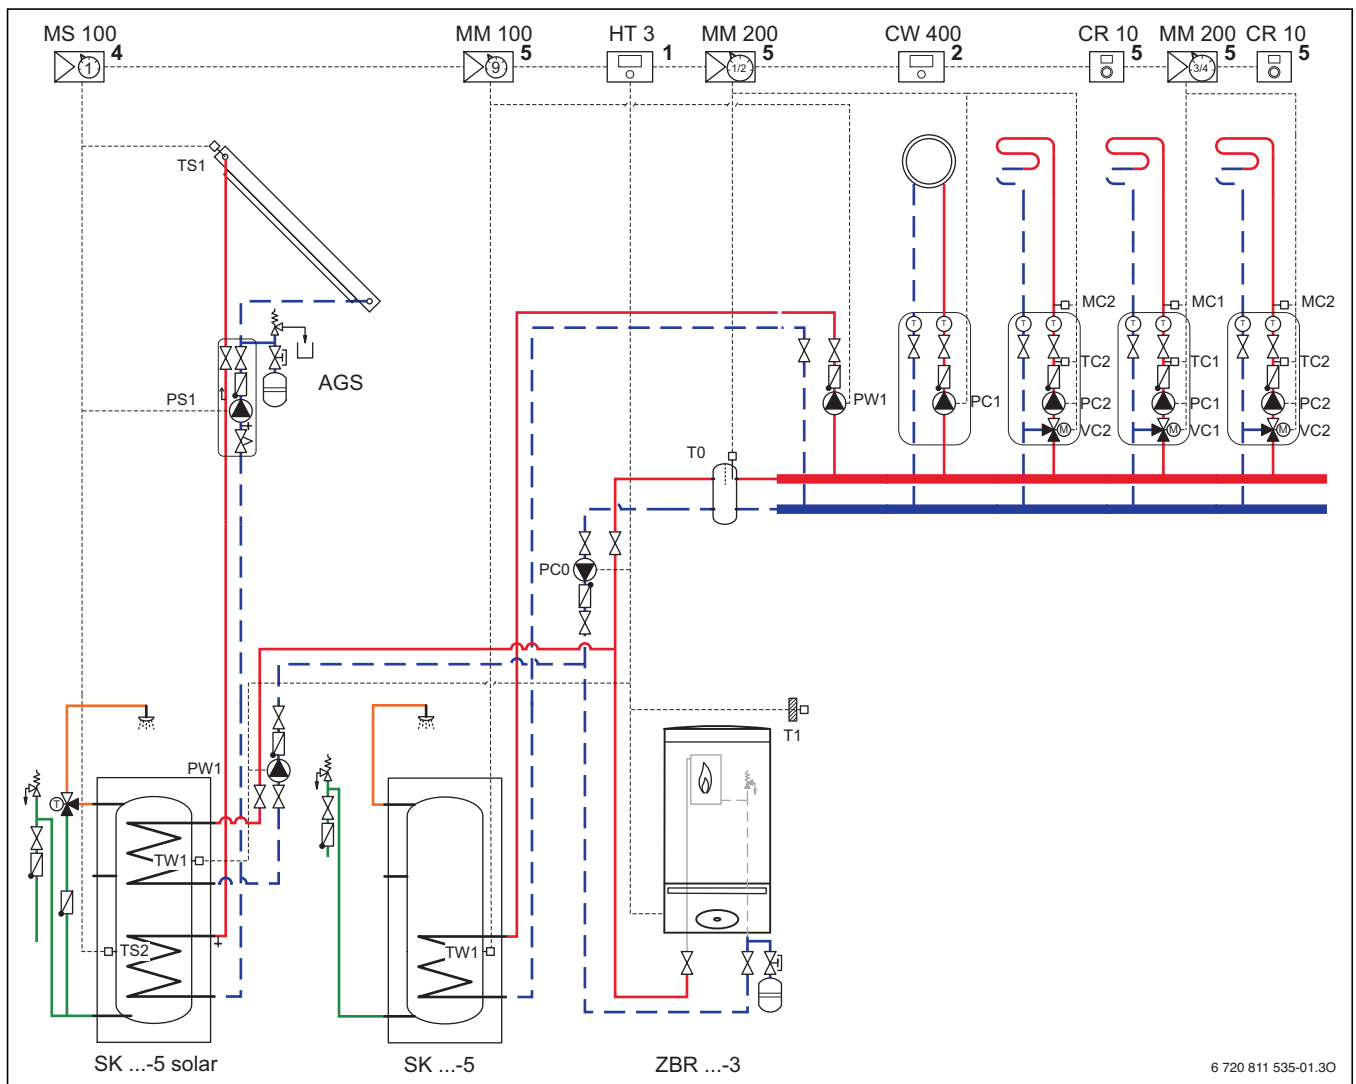 MS 100 MM 100 HT 3 MM 200 CW 400 CR 10 MM 200 CR 10
4 5 1 5 2 5 5 5
1 9 1/2 3/4
TS1
MC2 MC1 MC2
T T T T T T T T
AGS
TC2 TC1 TC2
PS1 PW1 PC1 PC2 PC1 PC2
M VC2 M VC1 M VC2
T0
PC0
T1
PW1
T
TW1
TS2 TW1
SK ...-5 solar SK ...-5 ZBR ...-3
6 720 811 535-01.3O